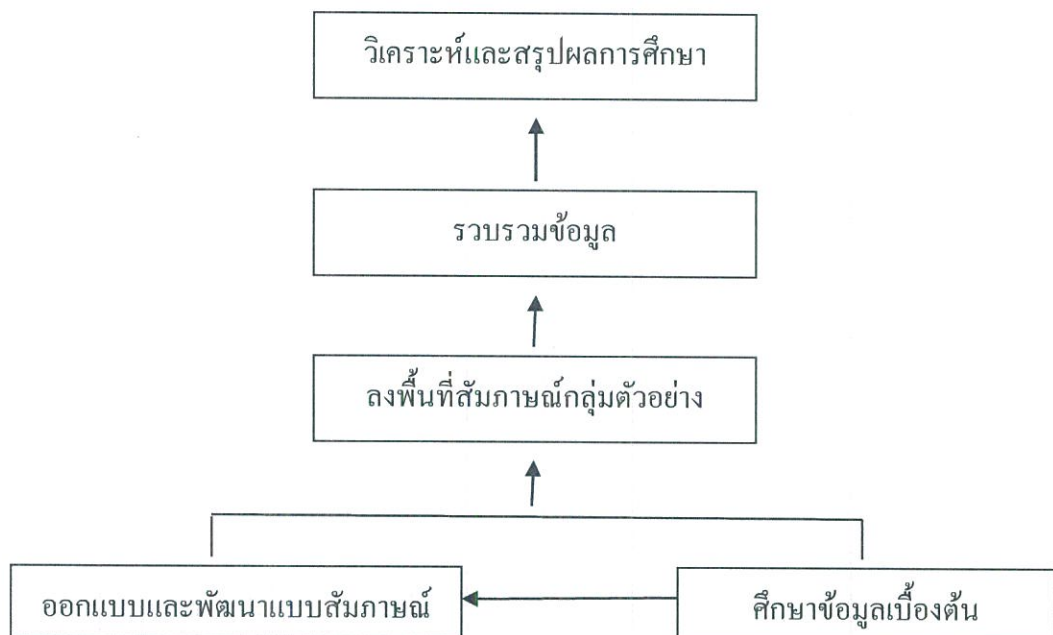 วิเคราะห์และสรุปผลการศึกษา
รวบรวมข้อมูล
ลงพื้นที่สัมภาษณ์กลุ่มตัวอย่าง
ออกแบบและพัฒนาแบบสัมภาษณ์
ศึกษาข้อมูลเบื้องต้น